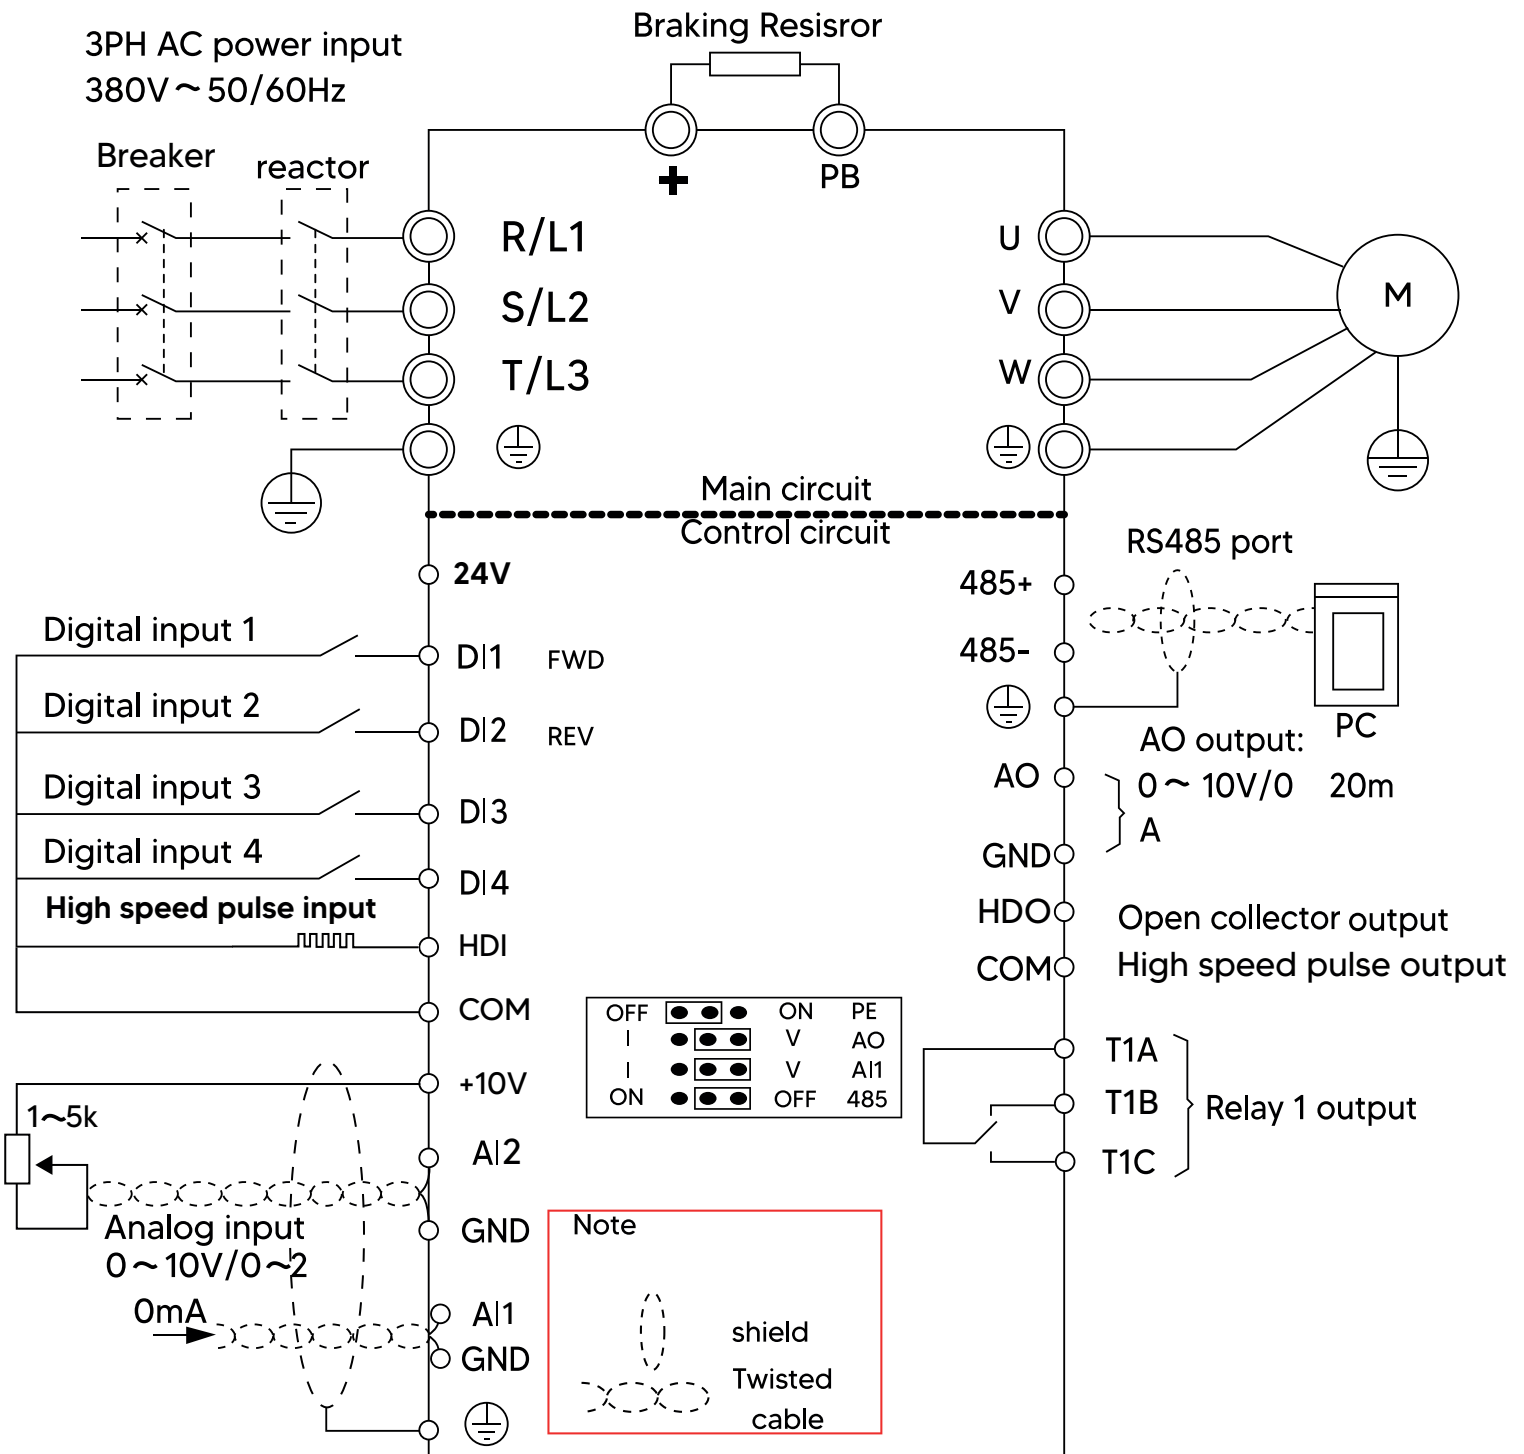 Braking Resisror
3PH AC power input
380V ~ 50/60Hz
Breaker
reactor
+
PB
R/L1
S/L2
T/L3
U
V
W
M
Main circuit
Control circuit
24V
Digital input 1
DI1 FWD
Digital input 2
DI2 REV
Digital input 3
DI3
Digital input 4
DI4
High speed pulse input
HDI
COM
+10V
1~5k
AI2
GND
Analog input
0 ~ 10V/0 ~2
0mA
AI1
GND
RS485 port
485+
485-
PC
AO output:
0 ~ 10V/0 20m
A
AO
GND
HDO
COM
Open collector output
High speed pulse output
OFF ON PE
I V AO
I V AI1
ON OFF 485
T1A
T1B
T1C
Relay 1 output
Note
shield
Twisted
cable